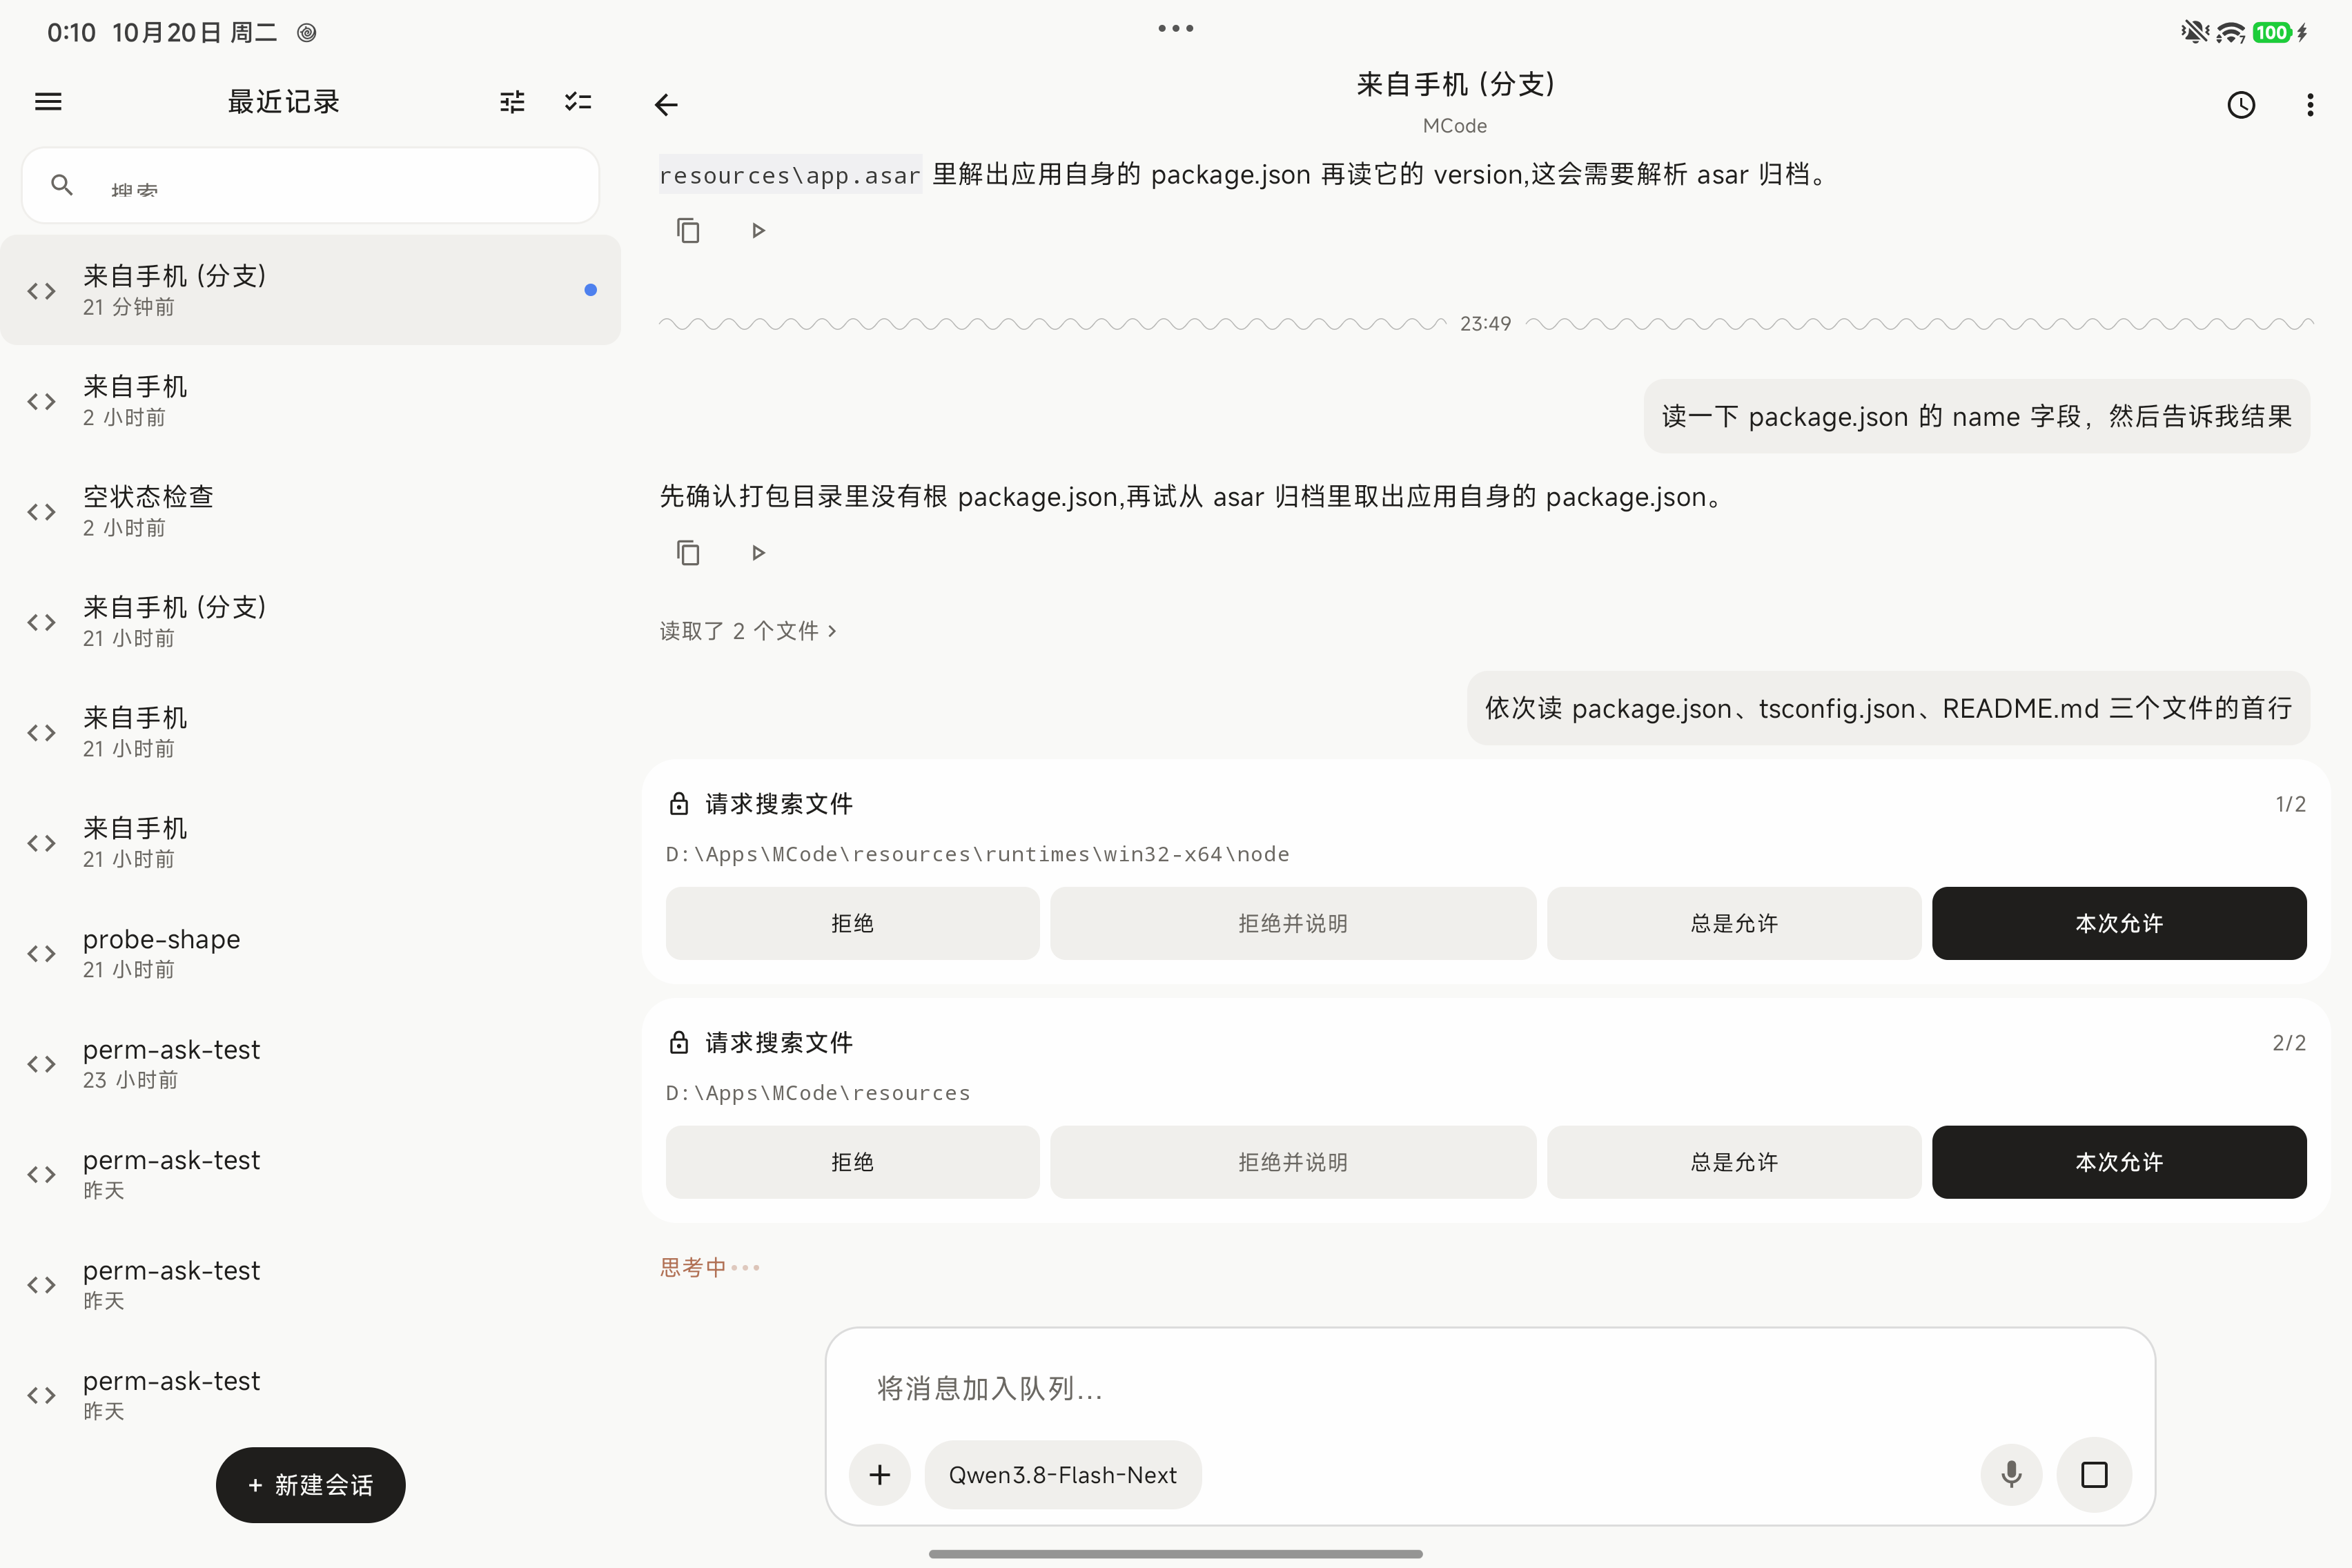 0:10 10月20日 周二
100
最近记录
搜索
来自手机 (分支)
21 分钟前
来自手机
2 小时前
空状态检查
2 小时前
来自手机 (分支)
21 小时前
来自手机
21 小时前
来自手机
21 小时前
probe-shape
21 小时前
perm-ask-test
23 小时前
perm-ask-test
昨天
perm-ask-test
昨天
perm-ask-test
昨天
+ 新建会话
来自手机 (分支)
MCode
resources\app.asar 里解出应用自身的 package.json 再读它的 version,这会需要解析 asar 归档。
23:49
读一下 package.json 的 name 字段，然后告诉我结果
先确认打包目录里没有根 package.json,再试从 asar 归档里取出应用自身的 package.json。
读取了 2 个文件 >
依次读 package.json、tsconfig.json、README.md 三个文件的首行
请求搜索文件 1/2
D:\Apps\MCode\resources\runtimes\win32-x64\node
拒绝 拒绝并说明 总是允许 本次允许
请求搜索文件 2/2
D:\Apps\MCode\resources
拒绝 拒绝并说明 总是允许 本次允许
思考中•••
将消息加入队列...
+ Qwen3.8-Flash-Next